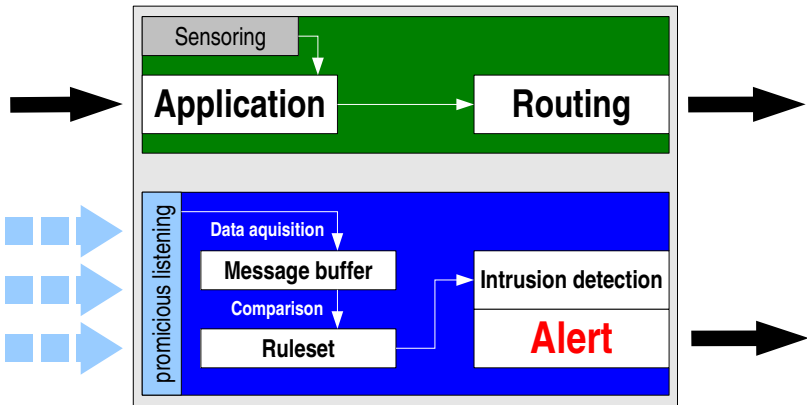 Sensoring
Application
Routing
promicious listening
Data aquisition
Message buffer
Comparison
Ruleset
Intrusion detection
Alert